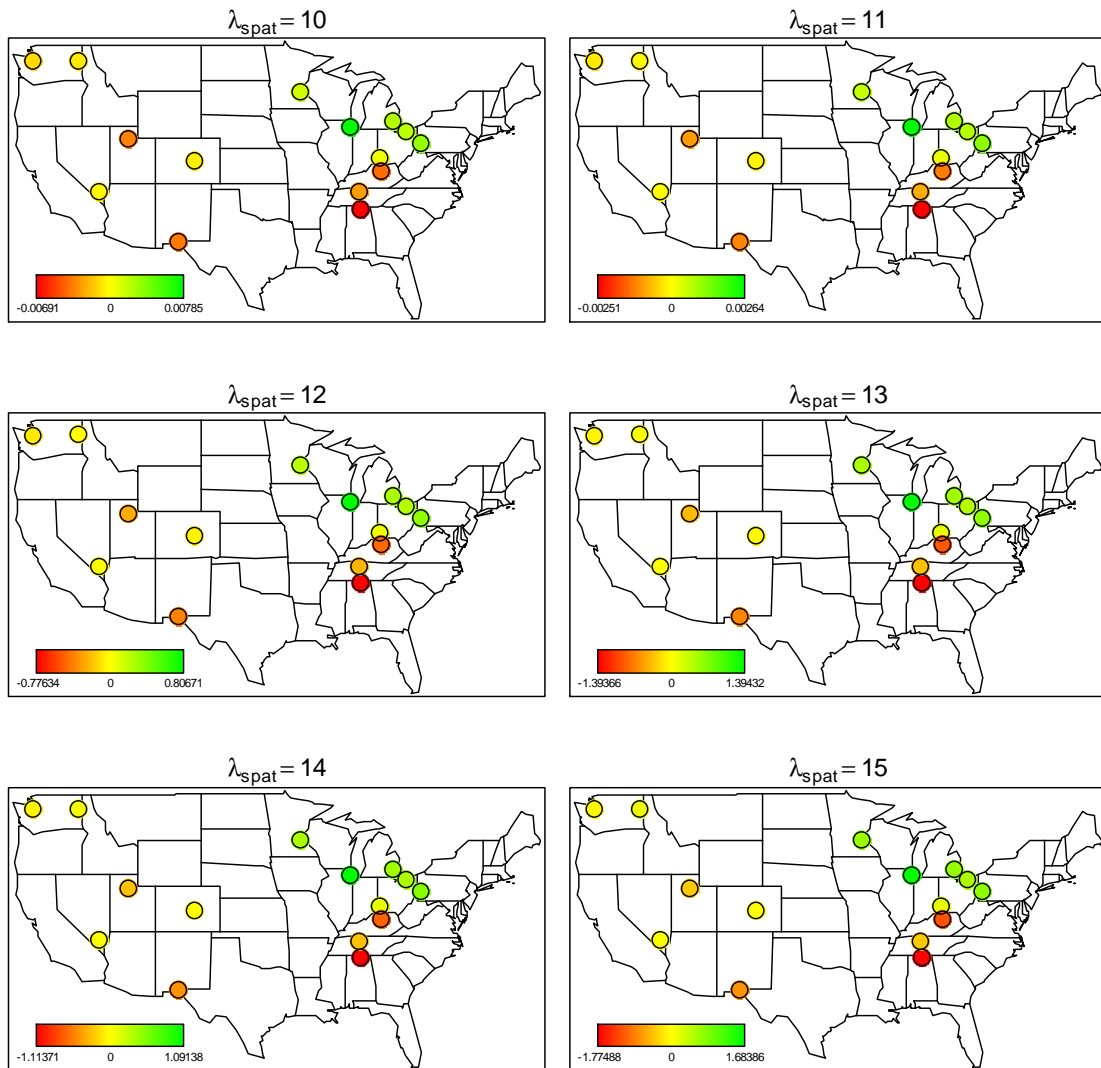 λspat = 10
-0.00691 0 0.00785
λspat = 11
-0.00251 0 0.00264
λspat = 12
-0.77634 0 0.80671
λspat = 13
-1.39366 0 1.39432
λspat = 14
-1.11371 0 1.09138
λspat = 15
-1.77488 0 1.68386